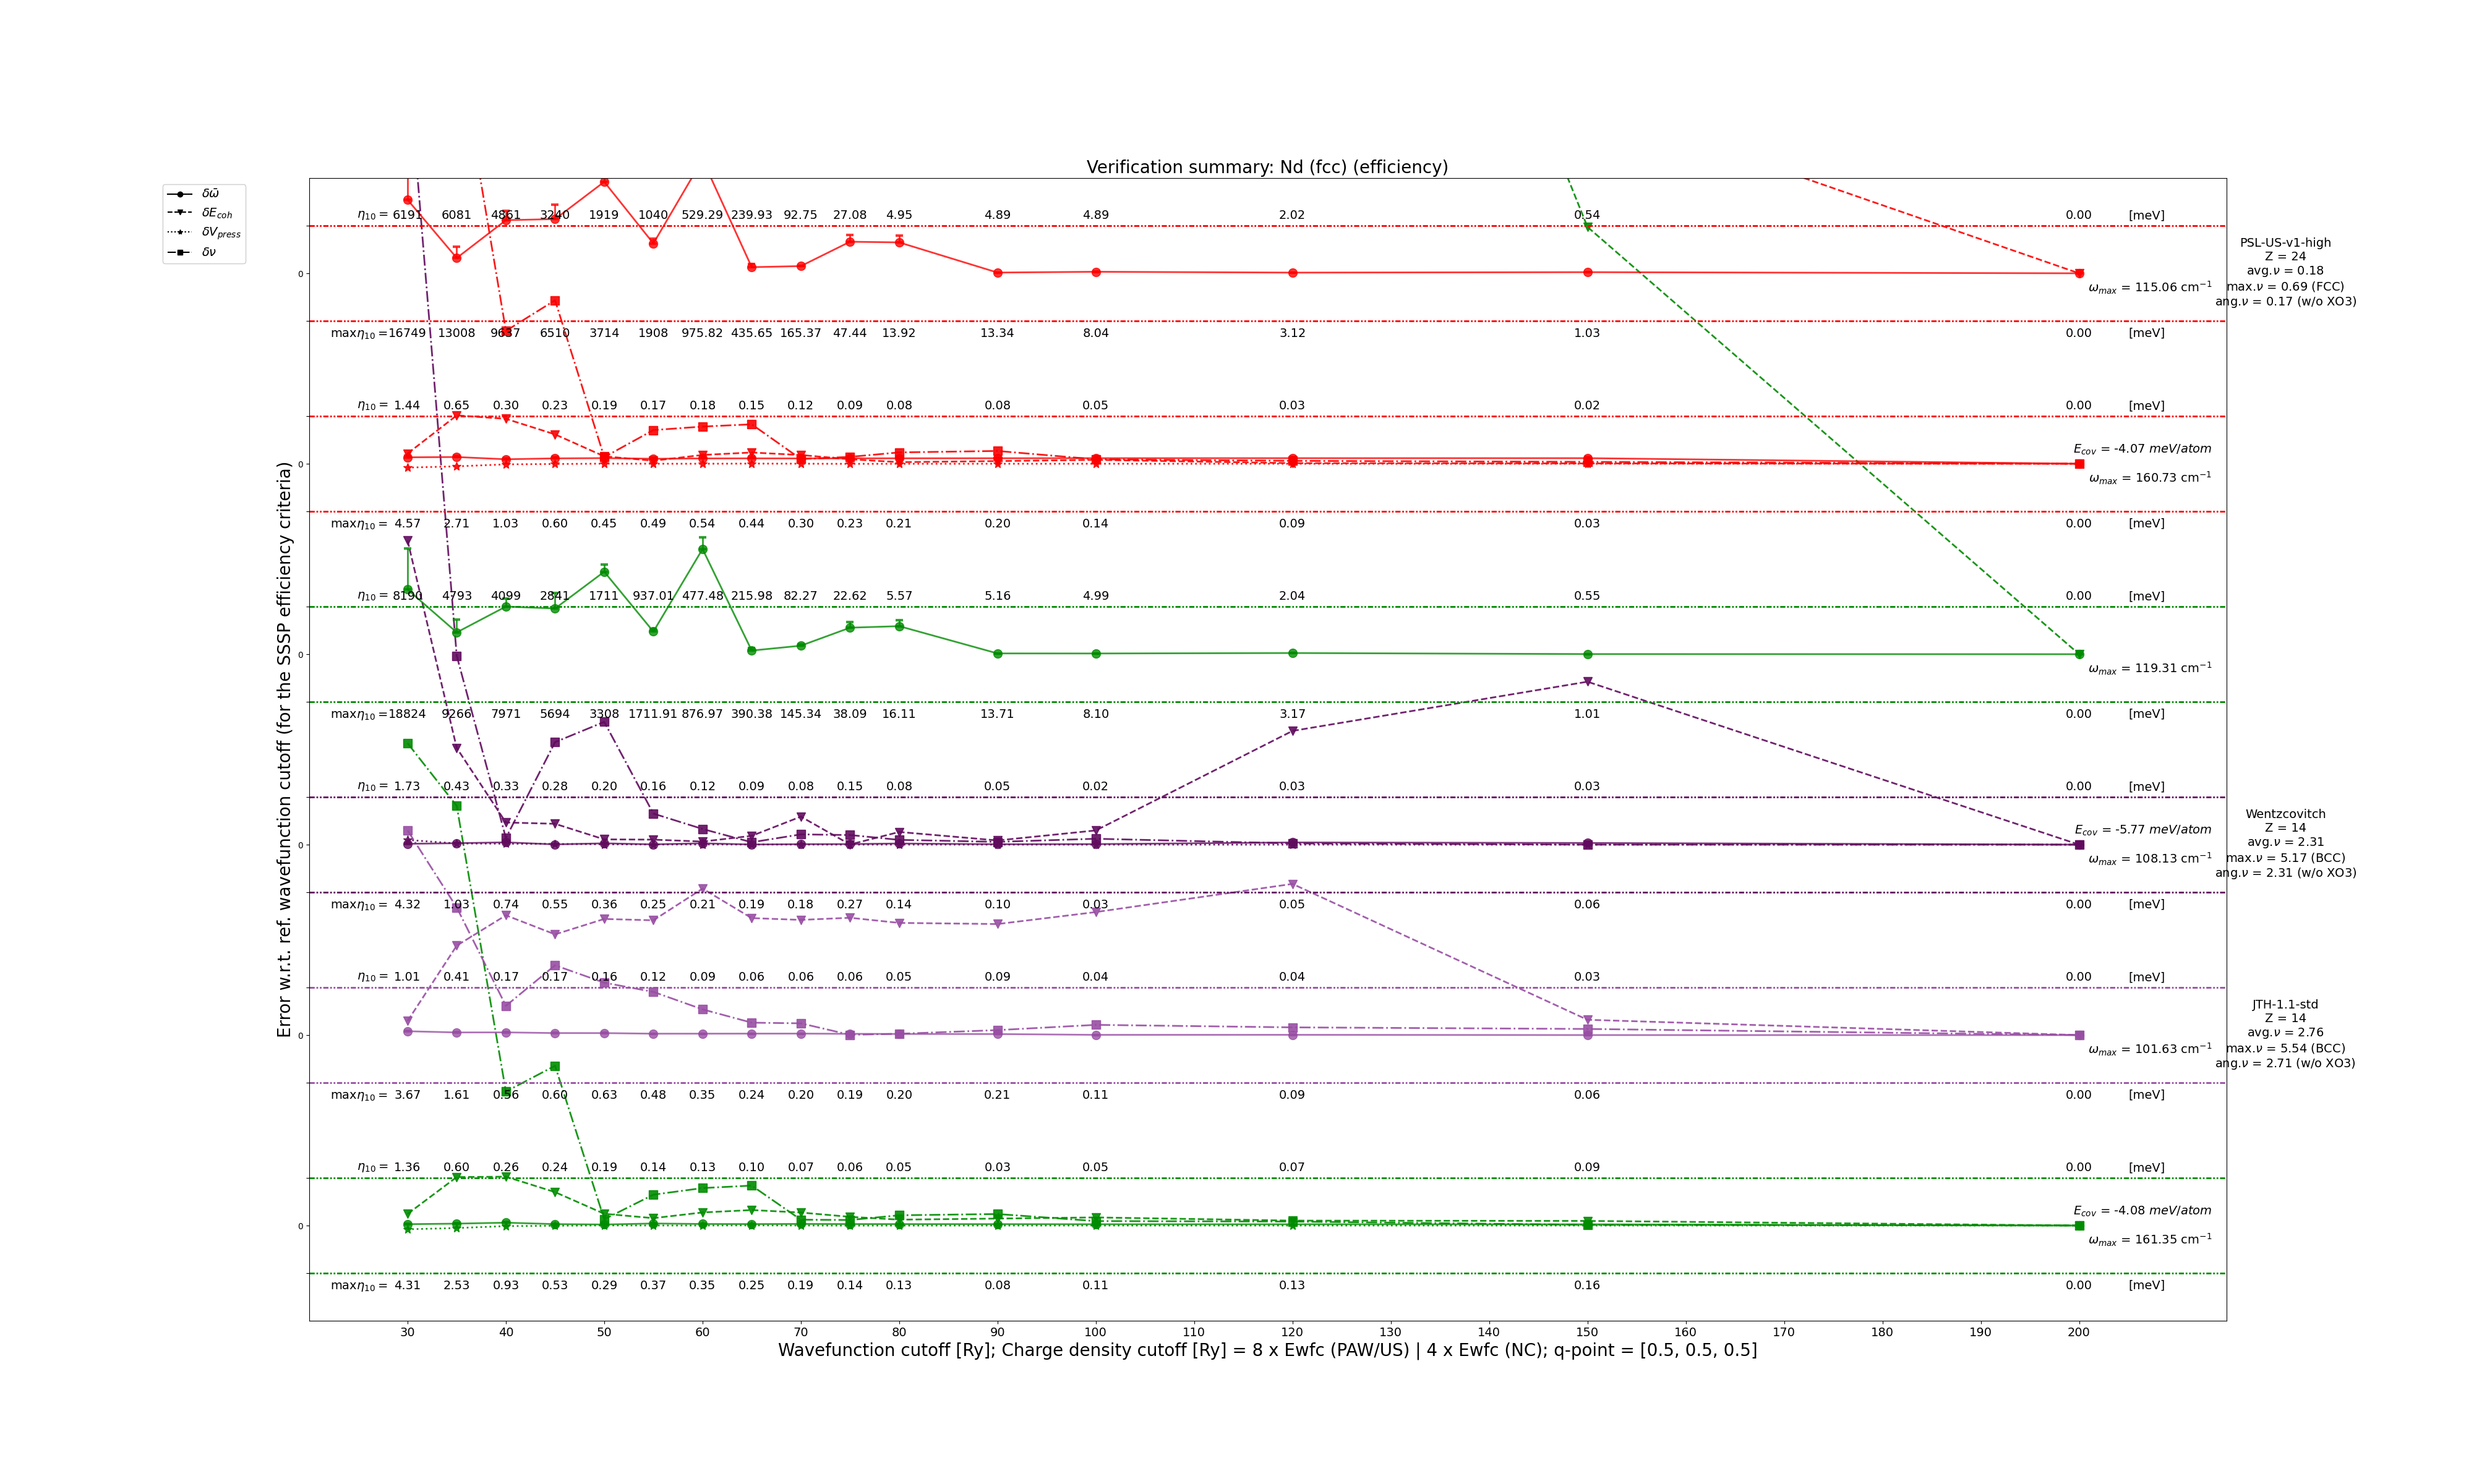 Verification summary: Nd (fcc) (efficiency)
δω̄
δE_coh
δV_press
δν
Error w.r.t. ref. wavefunction cutoff (for the SSSP efficiency criteria)
η₁₀ = 6191 6081 4861 3240 1919 1040 529.29 239.93 92.75 27.08 4.95 4.89 4.89 2.02 0.54 0.00 [meV]
0
ω_max = 115.06 cm⁻¹
PSL-US-v1-high
Z = 24
avg.ν = 0.18
max.ν = 0.69 (FCC)
ang.ν = 0.17 (w/o XO3)
maxη₁₀ = 16749 13008 9637 6510 3714 1908 975.82 435.65 165.37 47.44 13.92 13.34 8.04 3.12 1.03 0.00 [meV]
η₁₀ = 1.44 0.65 0.30 0.23 0.19 0.17 0.18 0.15 0.12 0.09 0.08 0.08 0.05 0.03 0.02 0.00 [meV]
E_cov = -4.07 meV/atom
0
ω_max = 160.73 cm⁻¹
maxη₁₀ = 4.57 2.71 1.03 0.60 0.45 0.49 0.54 0.44 0.30 0.23 0.21 0.20 0.14 0.09 0.03 0.00 [meV]
η₁₀ = 8190 4793 4099 2841 1711 937.01 477.48 215.98 82.27 22.62 5.57 5.16 4.99 2.04 0.55 0.00 [meV]
0
ω_max = 119.31 cm⁻¹
maxη₁₀ = 18824 9266 7971 5694 3308 1711.91 876.97 390.38 145.34 38.09 16.11 13.71 8.10 3.17 1.01 0.00 [meV]
η₁₀ = 1.73 0.43 0.33 0.28 0.20 0.16 0.12 0.09 0.08 0.15 0.08 0.05 0.02 0.03 0.03 0.00 [meV]
E_cov = -5.77 meV/atom
0
ω_max = 108.13 cm⁻¹
Wentzcovitch
Z = 14
avg.ν = 2.31
max.ν = 5.17 (BCC)
ang.ν = 2.31 (w/o XO3)
maxη₁₀ = 4.32 1.03 0.74 0.55 0.36 0.25 0.21 0.19 0.18 0.27 0.14 0.10 0.03 0.05 0.06 0.00 [meV]
η₁₀ = 1.01 0.41 0.17 0.17 0.16 0.12 0.09 0.06 0.06 0.06 0.05 0.09 0.04 0.04 0.03 0.00 [meV]
0
ω_max = 101.63 cm⁻¹
JTH-1.1-std
Z = 14
avg.ν = 2.76
max.ν = 5.54 (BCC)
ang.ν = 2.71 (w/o XO3)
maxη₁₀ = 3.67 1.61 0.56 0.60 0.63 0.48 0.35 0.24 0.20 0.19 0.20 0.21 0.11 0.09 0.06 0.00 [meV]
η₁₀ = 1.36 0.60 0.26 0.24 0.19 0.14 0.13 0.10 0.07 0.06 0.05 0.03 0.05 0.07 0.09 0.00 [meV]
E_cov = -4.08 meV/atom
0
ω_max = 161.35 cm⁻¹
maxη₁₀ = 4.31 2.53 0.93 0.53 0.29 0.37 0.35 0.25 0.19 0.14 0.13 0.08 0.11 0.13 0.16 0.00 [meV]
30 40 50 60 70 80 90 100 110 120 130 140 150 160 170 180 190 200
Wavefunction cutoff [Ry]; Charge density cutoff [Ry] = 8 x Ewfc (PAW/US) | 4 x Ewfc (NC); q-point = [0.5, 0.5, 0.5]